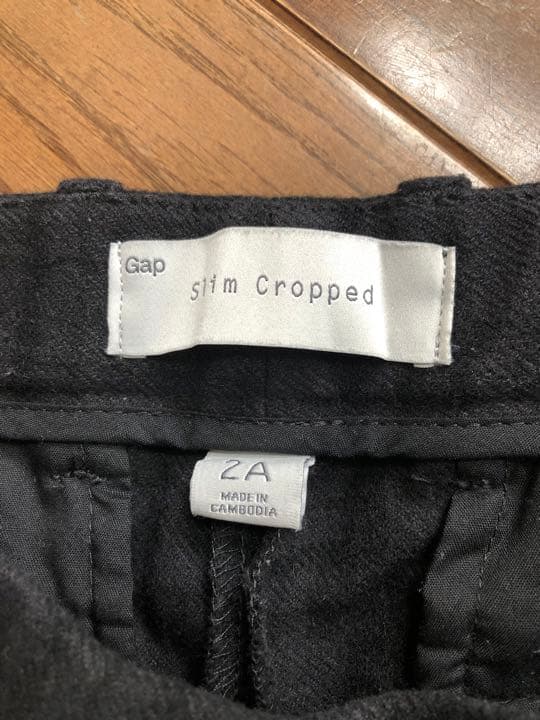 Gap
Slim Cropped
2A
MADE IN
CAMBODIA